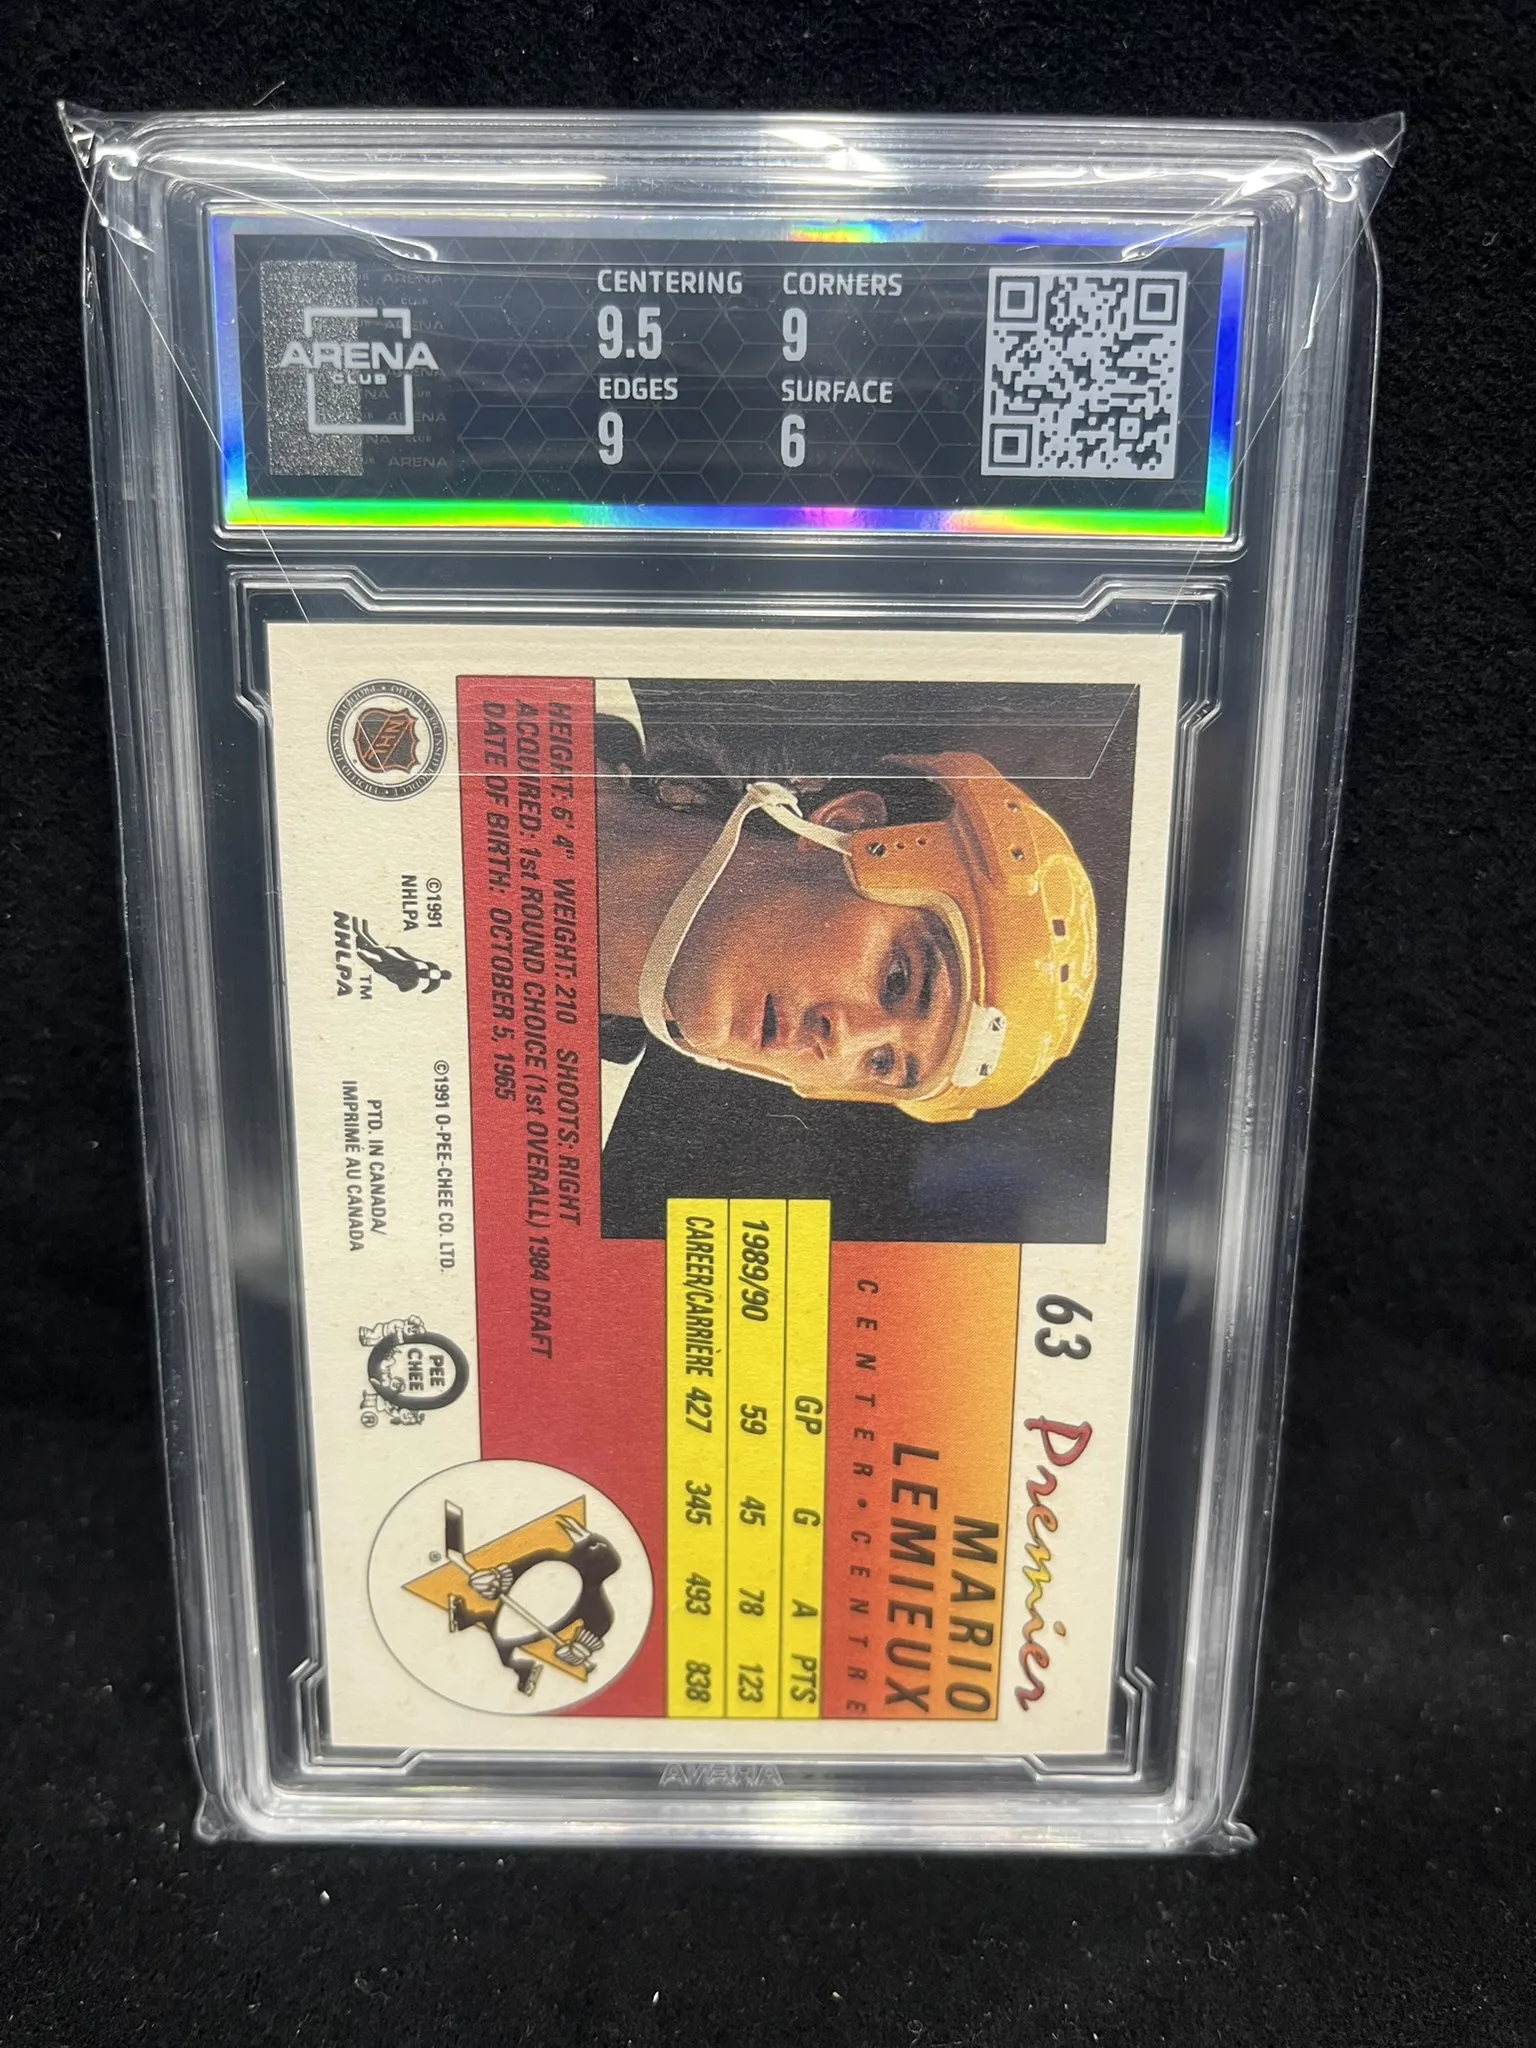 ARENA
CLUB
CENTERING CORNERS
9.5 9
EDGES SURFACE
9 6
63 Premier
MARIO
LEMIEUX
CENTER • CENTRE
GP G A PTS
1989/90 59 45 78 123
CAREER/CARRIÈRE 427 345 493 838
HEIGHT: 6' 4" WEIGHT: 210 SHOOTS: RIGHT
ACQUIRED: 1st ROUND CHOICE (1st OVERALL) 1984 DRAFT
DATE OF BIRTH: OCTOBER 5, 1965
NHL
©1991
NHLPA
TM
NHLPA
©1991 O-PEE-CHEE CO. LTD.
PTD. IN CANADA/
IMPRIMÉ AU CANADA
O
PEE
CHEE
®
®
ARENA